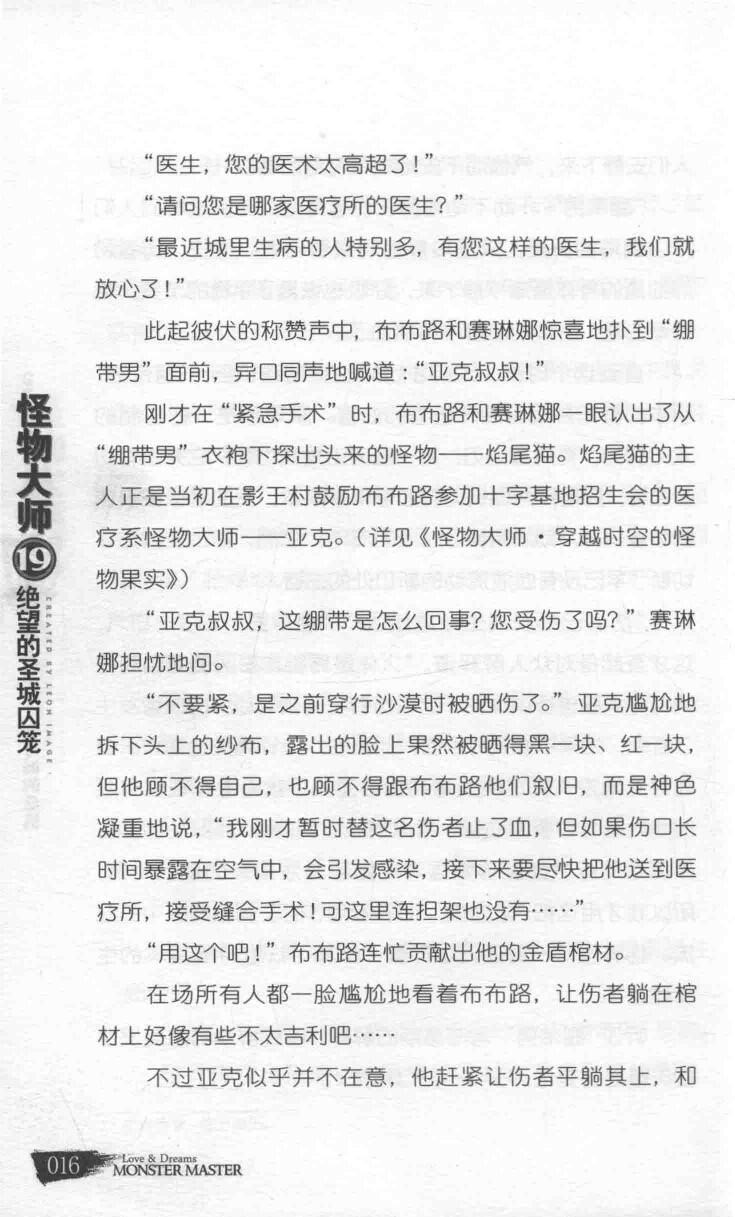 “医生，您的医术太高超了！”
“请问您是哪家医疗所的医生？”
“最近城里生病的人特别多，有您这样的医生，我们就
放心了！”
此起彼伏的称赞声中，布布路和赛琳娜惊喜地扑到“绷
带男”面前，异口同声地喊道：“亚克叔叔！”
刚才在“紧急手术”时，布布路和赛琳娜一眼认出了从
“绷带男”衣袍下探出头来的怪物——焰尾猫。焰尾猫的主
人正是当初在影王村鼓励布布路参加十字基地招生会的医
疗系怪物大师——亚克。（详见《怪物大师·穿越时空的怪
物果实》）
“亚克叔叔，这绷带是怎么回事？您受伤了吗？”赛琳
娜担忧地问。
“不要紧，是之前穿行沙漠时被晒伤了。”亚克尴尬地
拆下头上的纱布，露出的脸上果然被晒得黑一块、红一块，
但他顾不得自己，也顾不得跟布布路他们叙旧，而是神色
凝重地说，“我刚才暂时替这名伤者止了血，但如果伤口长
时间暴露在空气中，会引发感染，接下来要尽快把他送到医
疗所，接受缝合手术！可这里连担架也没有……”
“用这个吧！”布布路连忙贡献出他的金盾棺材。
在场所有人都一脸尴尬地看着布布路，让伤者躺在棺
材上好像有些不太吉利吧……
不过亚克似乎并不在意，他赶紧让伤者平躺其上，和
怪物大师
19
绝望的圣城囚笼
CREATED BY LEON IMAGE
016
Love & Dreams
MONSTER MASTER